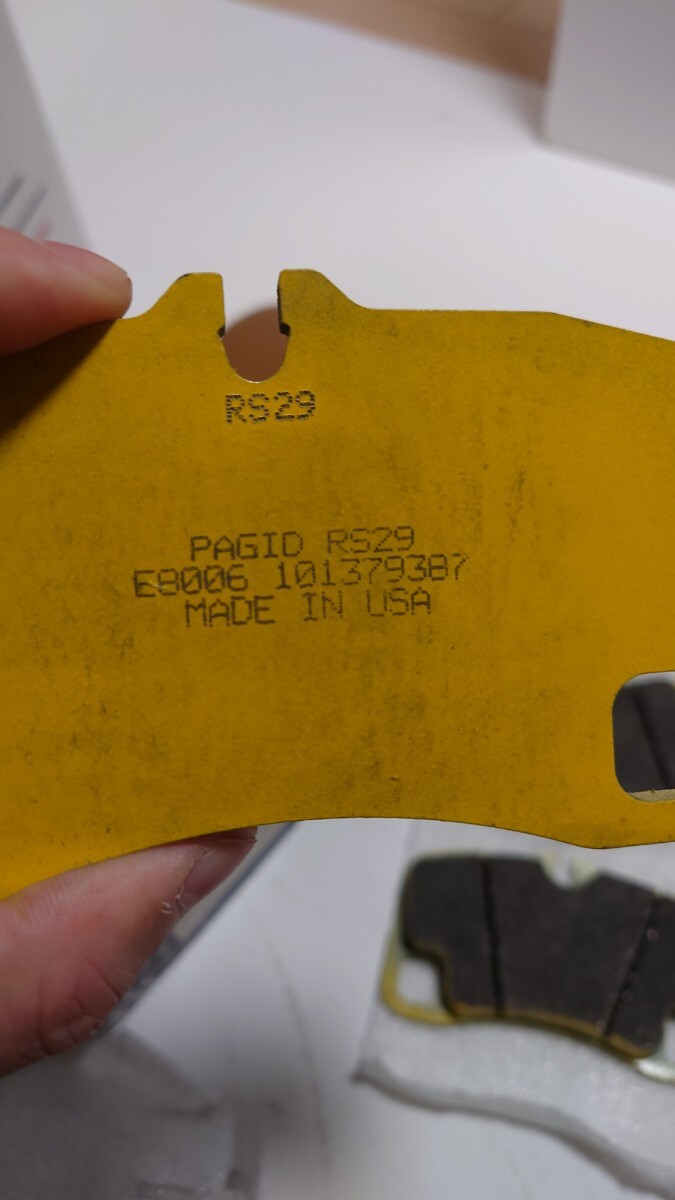 RS29
PAGID RS29
E8006 101379387
MADE IN USA